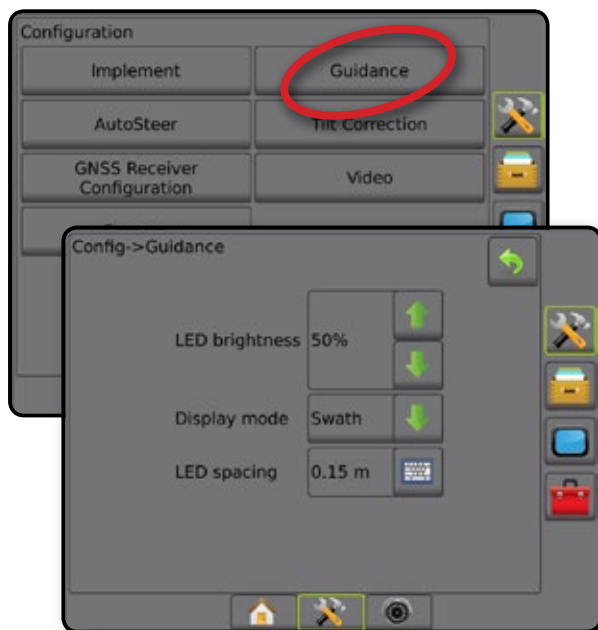 Configuration
Implement
Guidance
AutoSteer
Tilt Correction
GNSS Receiver
Configuration
Video
Config->Guidance
LED brightness 50%
Display mode Swath
LED spacing 0.15 m